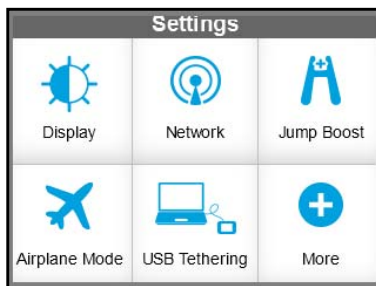 Settings
Display
Network
Jump Boost
Airplane Mode
USB Tethering
More